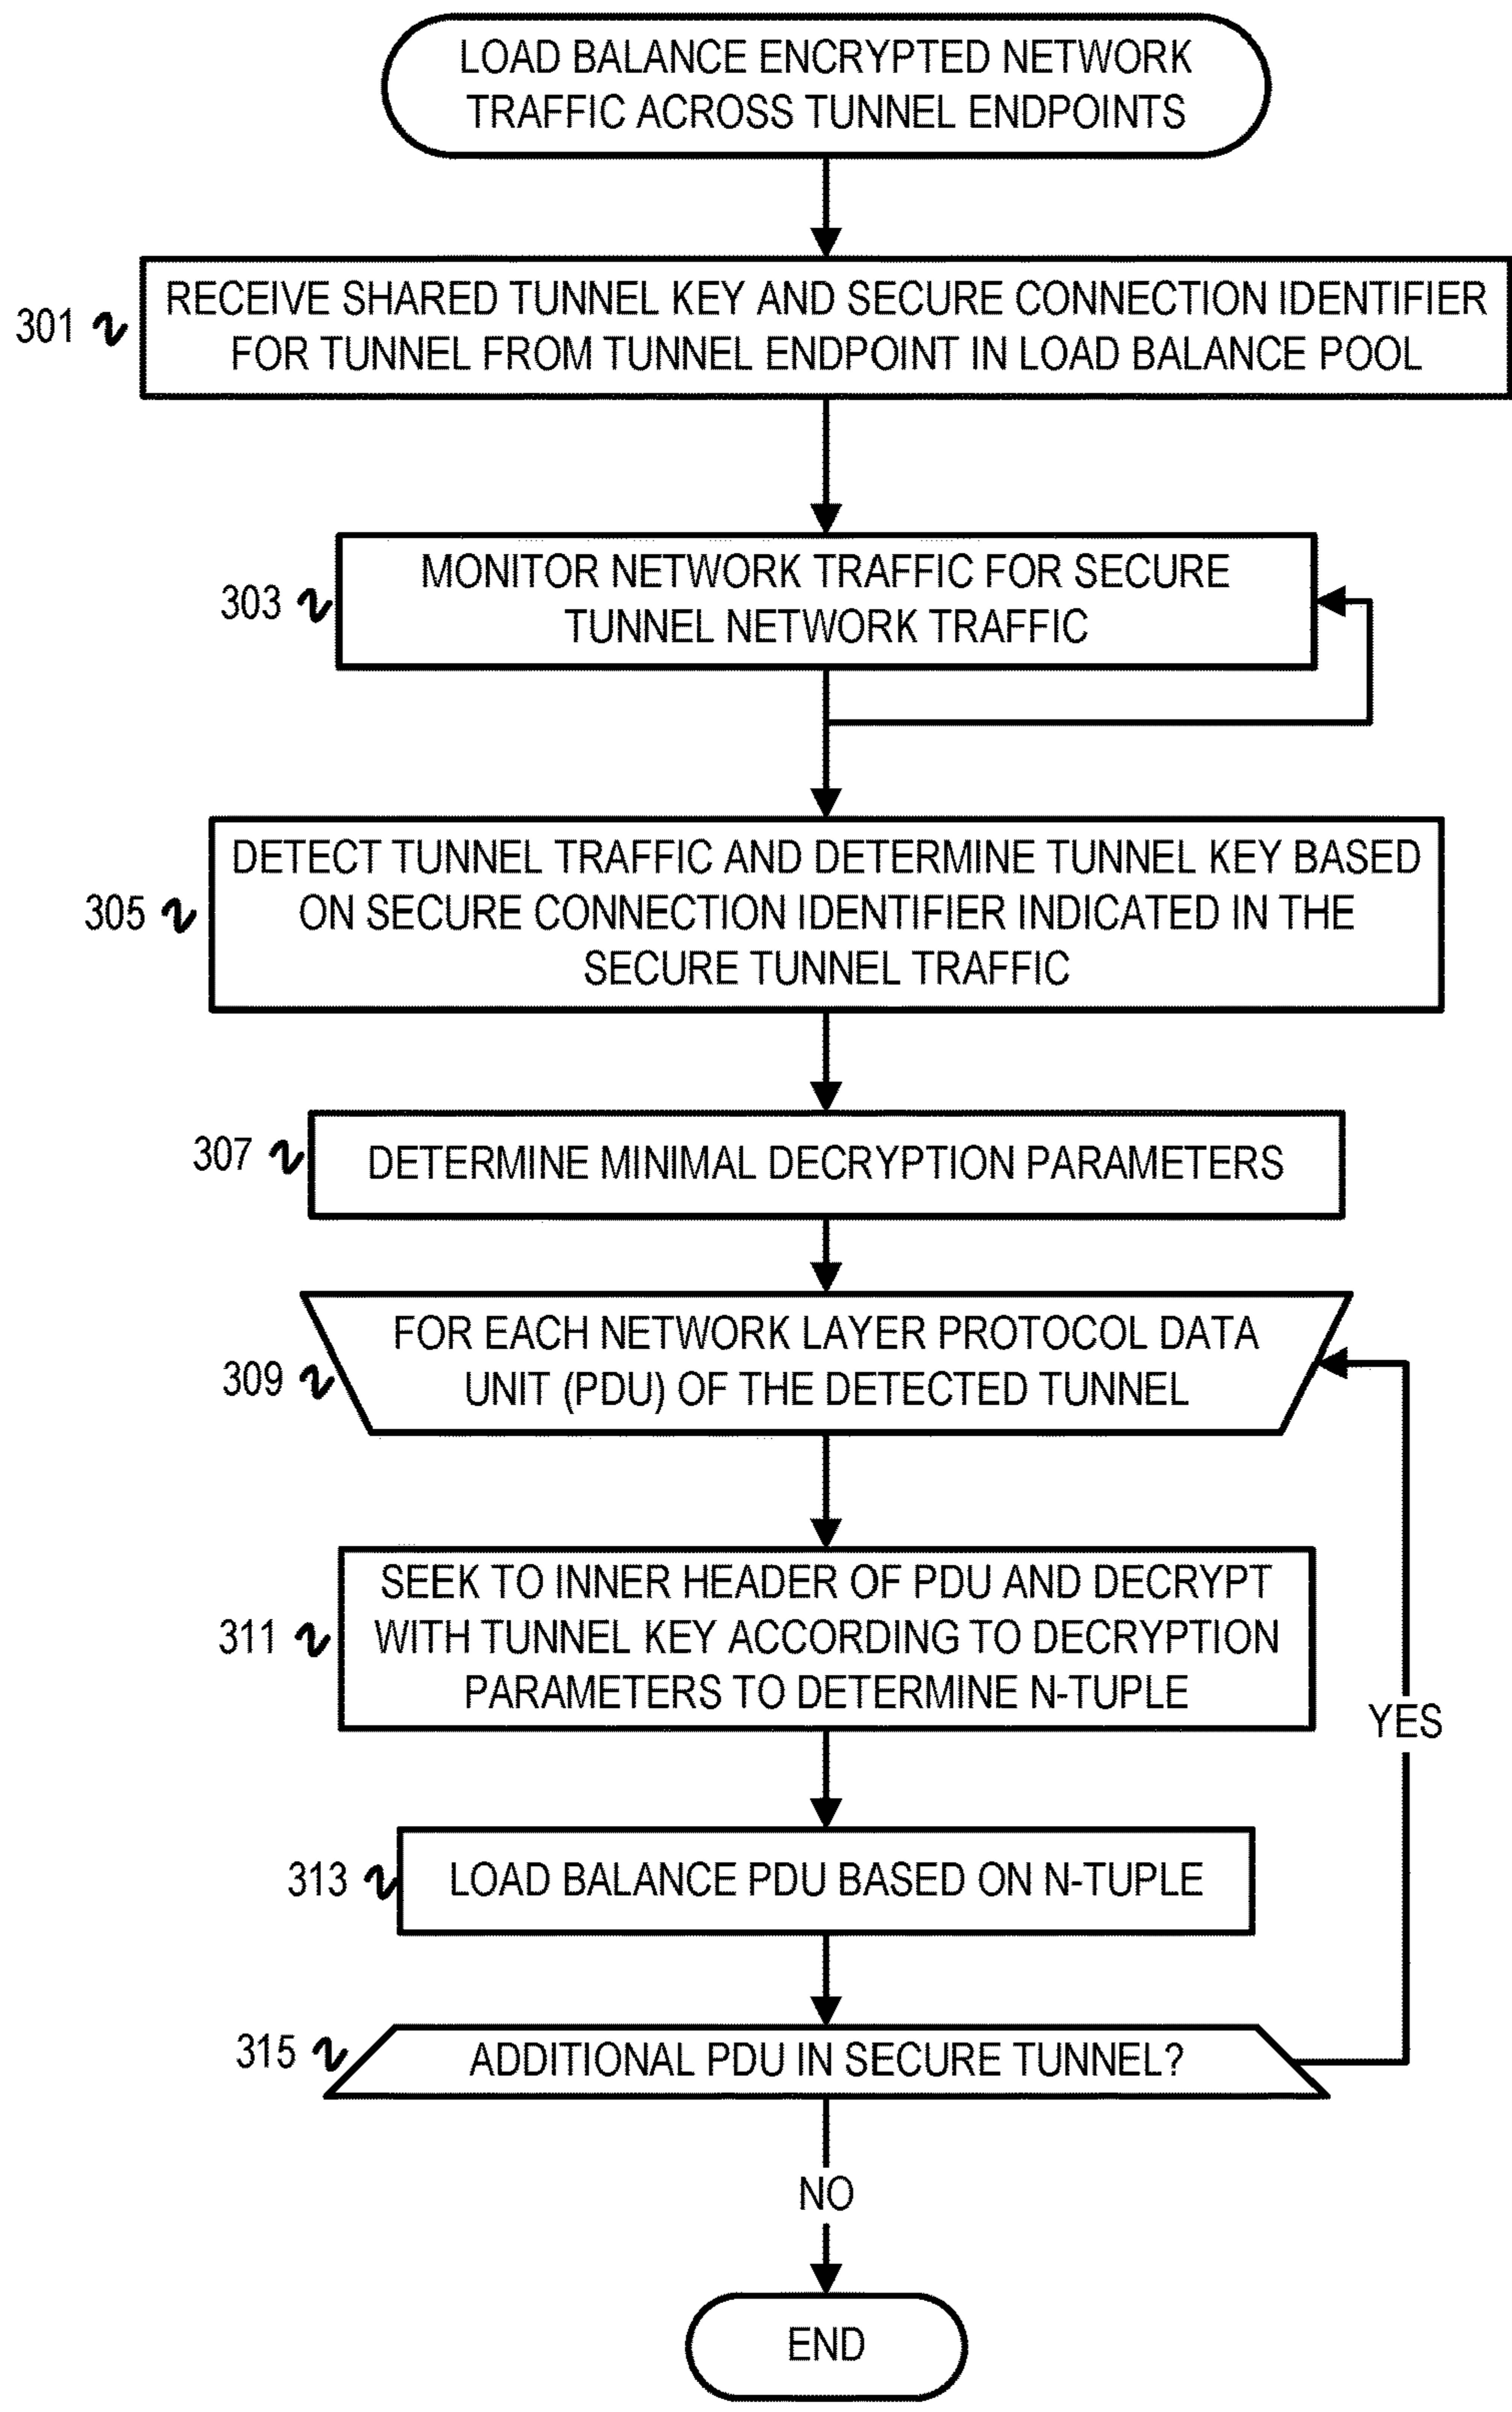 LOAD BALANCE ENCRYPTED NETWORK
TRAFFIC ACROSS TUNNEL ENDPOINTS
301
RECEIVE SHARED TUNNEL KEY AND SECURE CONNECTION IDENTIFIER
FOR TUNNEL FROM TUNNEL ENDPOINT IN LOAD BALANCE POOL
303
MONITOR NETWORK TRAFFIC FOR SECURE
TUNNEL NETWORK TRAFFIC
305
DETECT TUNNEL TRAFFIC AND DETERMINE TUNNEL KEY BASED
ON SECURE CONNECTION IDENTIFIER INDICATED IN THE
SECURE TUNNEL TRAFFIC
307
DETERMINE MINIMAL DECRYPTION PARAMETERS
309
FOR EACH NETWORK LAYER PROTOCOL DATA
UNIT (PDU) OF THE DETECTED TUNNEL
311
SEEK TO INNER HEADER OF PDU AND DECRYPT
WITH TUNNEL KEY ACCORDING TO DECRYPTION
PARAMETERS TO DETERMINE N-TUPLE
YES
313
LOAD BALANCE PDU BASED ON N-TUPLE
315
ADDITIONAL PDU IN SECURE TUNNEL?
NO
END